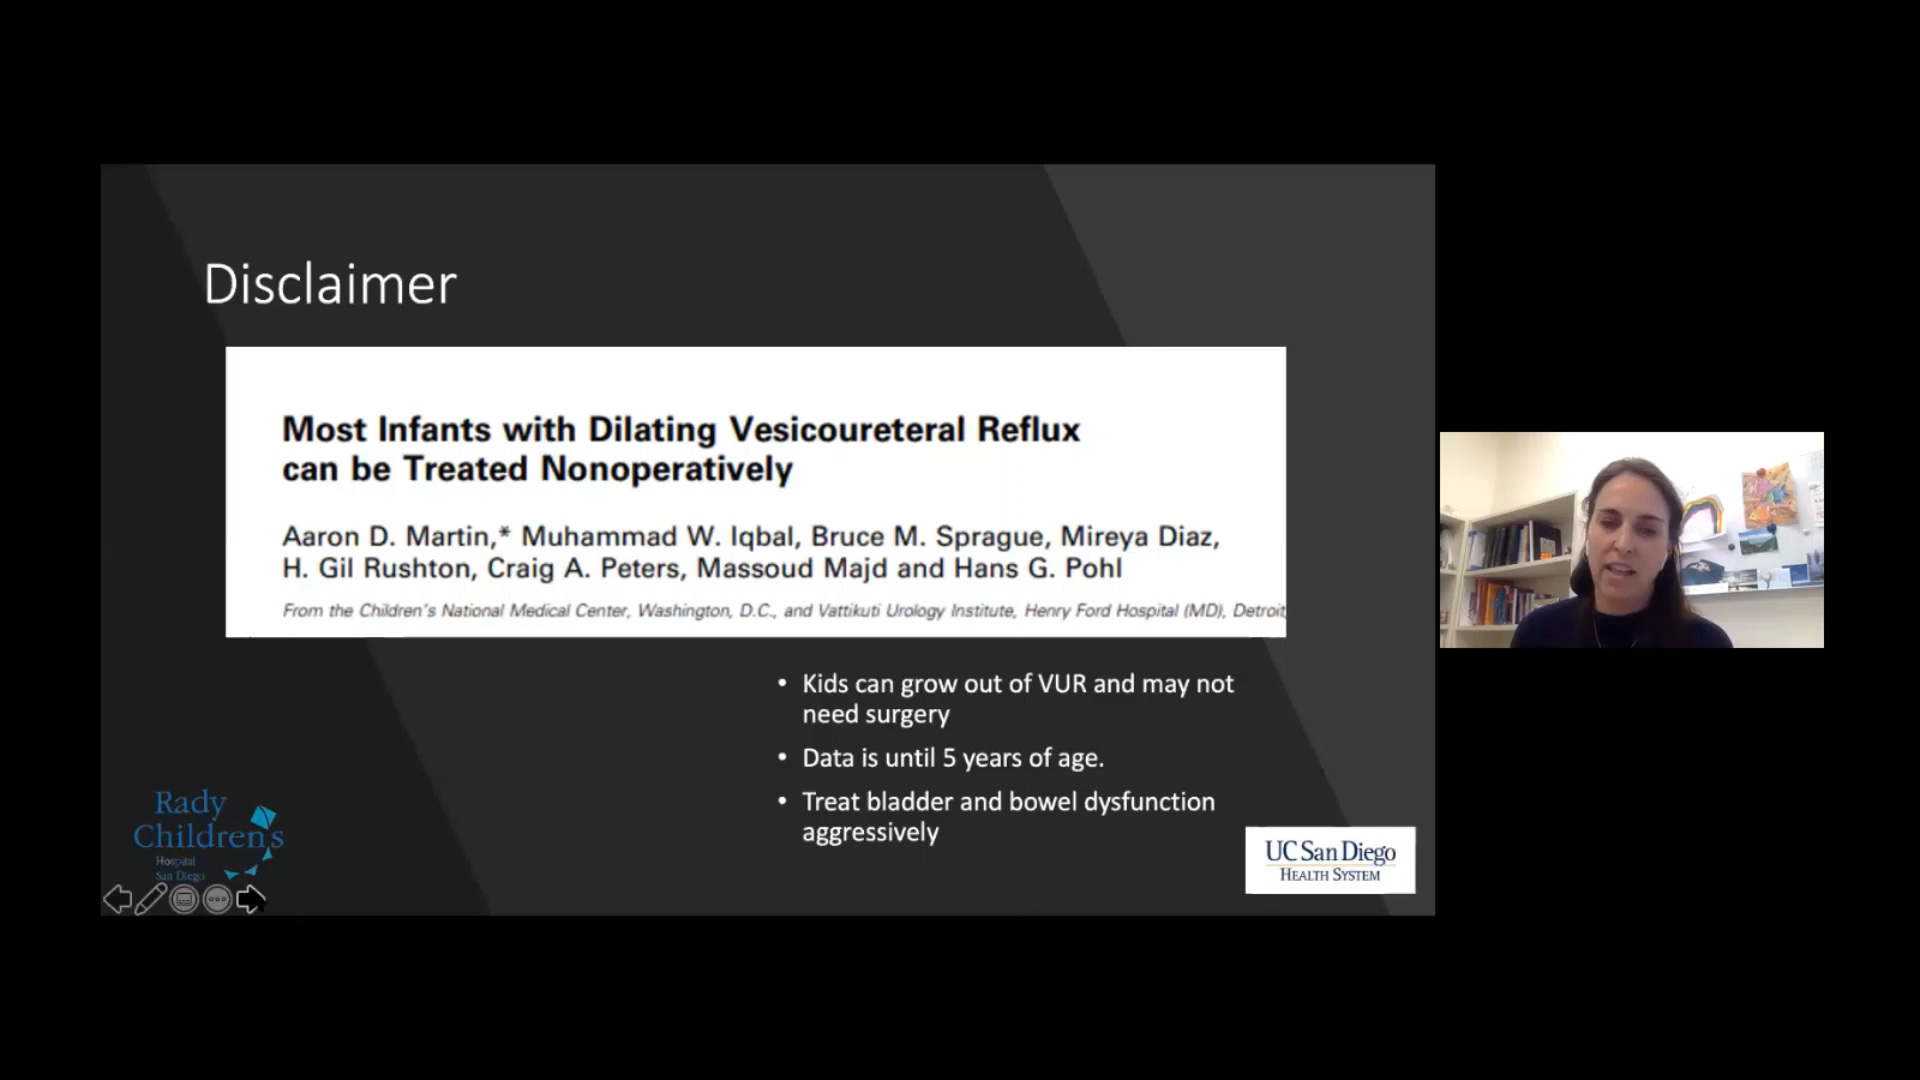 Disclaimer
Most Infants with Dilating Vesicoureteral Reflux
can be Treated Nonoperatively
Aaron D. Martin,* Muhammad W. Iqbal, Bruce M. Sprague, Mireya Diaz,
H. Gil Rushton, Craig A. Peters, Massoud Majd and Hans G. Pohl
From the Children's National Medical Center, Washington, D.C., and Vattikuti Urology Institute, Henry Ford Hospital (MD), Detroit,
• Kids can grow out of VUR and may not
need surgery
• Data is until 5 years of age.
• Treat bladder and bowel dysfunction
aggressively
Rady
Children's
Hospital
San Diego
UC San Diego
HEALTH SYSTEM